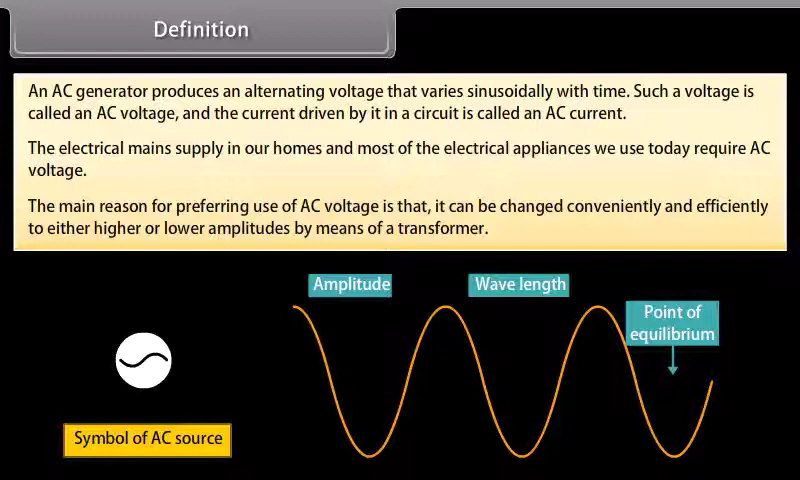 Definition
An AC generator produces an alternating voltage that varies sinusoidally with time. Such a voltage is
called an AC voltage, and the current driven by it in a circuit is called an AC current.
The electrical mains supply in our homes and most of the electrical appliances we use today require AC
voltage.
The main reason for preferring use of AC voltage is that, it can be changed conveniently and efficiently
to either higher or lower amplitudes by means of a transformer.
Amplitude
Wave length
Point of
equilibrium
Symbol of AC source